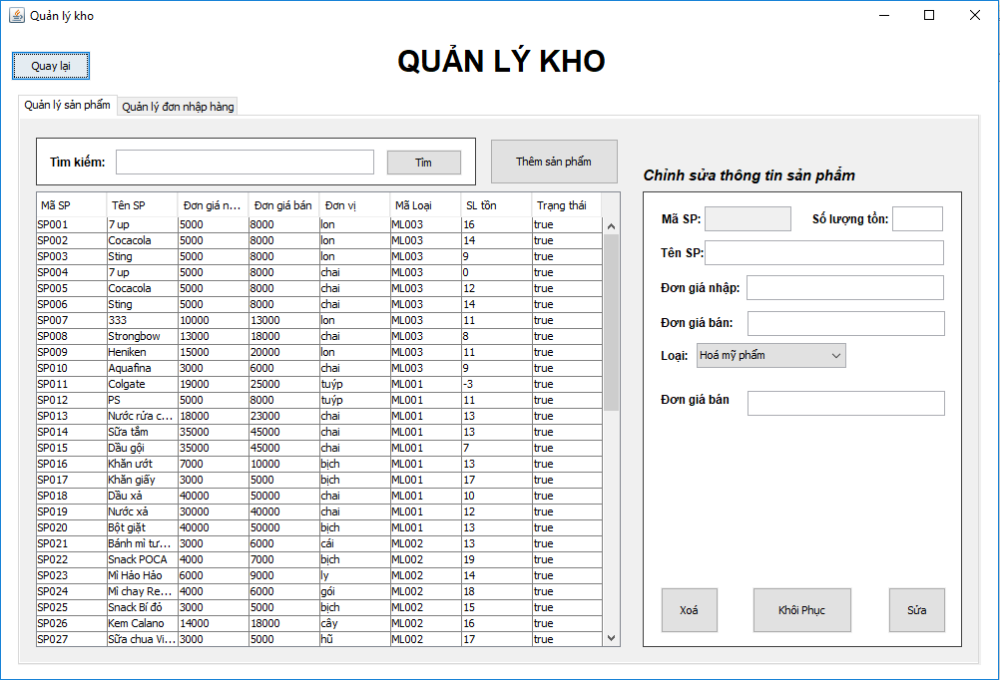 Quản lý kho
Quay lại
QUẢN LÝ KHO
Quản lý sản phẩm Quản lý đơn nhập hàng
Tìm kiếm: Tìm Thêm sản phẩm
Chỉnh sửa thông tin sản phẩm
Mã SP Tên SP Đơn giá n... Đơn giá bán Đơn vị Mã Loại SL tồn Trạng thái
SP001 7 up 5000 8000 lon ML003 16 true
SP002 Cocacola 5000 8000 lon ML003 14 true
SP003 Sting 5000 8000 lon ML003 9 true
SP004 7 up 5000 8000 chai ML003 0 true
SP005 Cocacola 5000 8000 chai ML003 12 true
SP006 Sting 5000 8000 chai ML003 14 true
SP007 333 10000 13000 lon ML003 11 true
SP008 Strongbow 13000 18000 chai ML003 8 true
SP009 Heniken 15000 20000 lon ML003 11 true
SP010 Aquafina 3000 6000 chai ML003 9 true
SP011 Colgate 19000 25000 tuýp ML001 -3 true
SP012 PS 5000 8000 tuýp ML001 11 true
SP013 Nước rửa c... 18000 23000 chai ML001 13 true
SP014 Sữa tắm 35000 45000 chai ML001 13 true
SP015 Dầu gội 35000 45000 chai ML001 7 true
SP016 Khăn ướt 7000 10000 bịch ML001 13 true
SP017 Khăn giấy 3000 5000 bịch ML001 17 true
SP018 Dầu xả 40000 50000 chai ML001 10 true
SP019 Nước xả 30000 40000 chai ML001 12 true
SP020 Bột giặt 40000 50000 bịch ML001 13 true
SP021 Bánh mì tư... 3000 6000 cái ML002 13 true
SP022 Snack POCA 4000 7000 bịch ML002 19 true
SP023 Mì Hảo Hảo 6000 9000 ly ML002 14 true
SP024 Mì chay Re... 4000 6000 gói ML002 18 true
SP025 Snack Bí đỏ 3000 5000 bịch ML002 15 true
SP026 Kem Calano 14000 18000 cây ML002 16 true
SP027 Sữa chua Vi... 3000 5000 hũ ML002 17 true
Mã SP: Số lượng tồn:
Tên SP:
Đơn giá nhập:
Đơn giá bán:
Loại: Hoá mỹ phẩm
Đơn giá bán
Xoá Khôi Phục Sửa